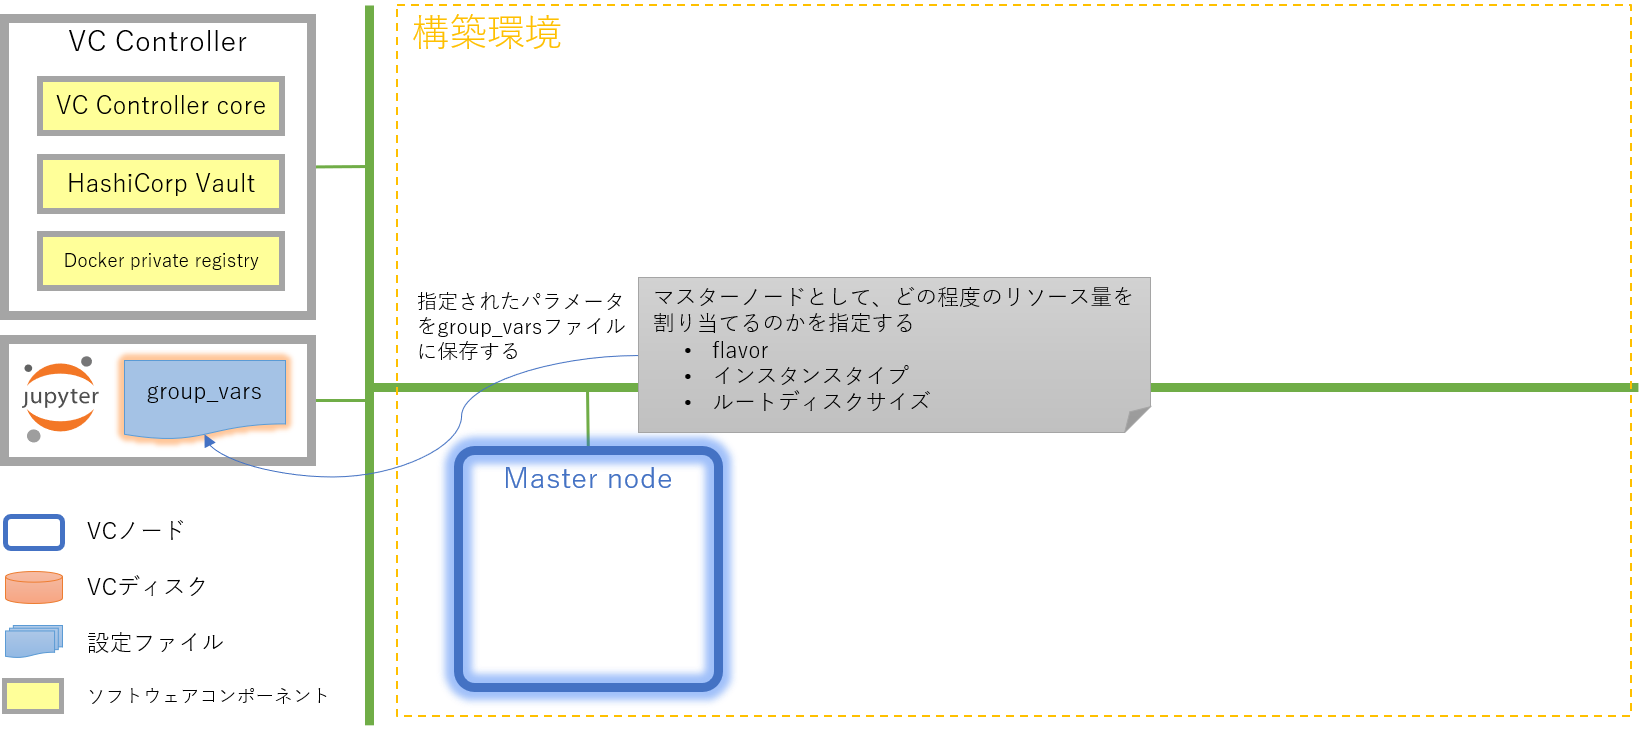 VC Controller
VC Controller core
HashiCorp Vault
Docker private registry
jupyter
group_vars
VCノード
VCディスク
設定ファイル
ソフトウェアコンポーネント
構築環境
指定されたパラメータ
をgroup_varsファイル
に保存する
マスターノードとして、どの程度のリソース量を
割り当てるのかを指定する
• flavor
• インスタンスタイプ
• ルートディスクサイズ
Master node